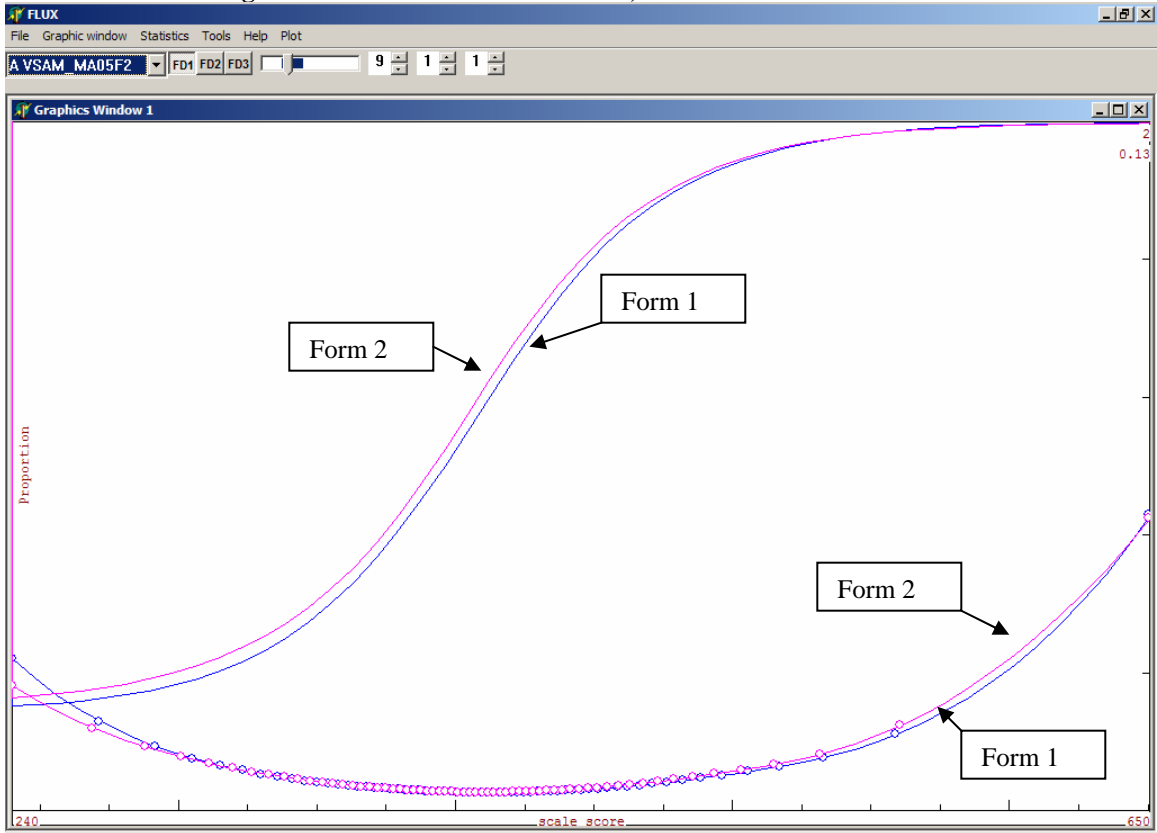 FLUX
File Graphic window Statistics Tools Help Plot
A VSAM_MA05F2 FD1 FD2 FD3 9 1 1
Graphics Window 1
2
0.13
Form 1
Form 2
Proportion
Form 2
Form 1
240 scale score 650